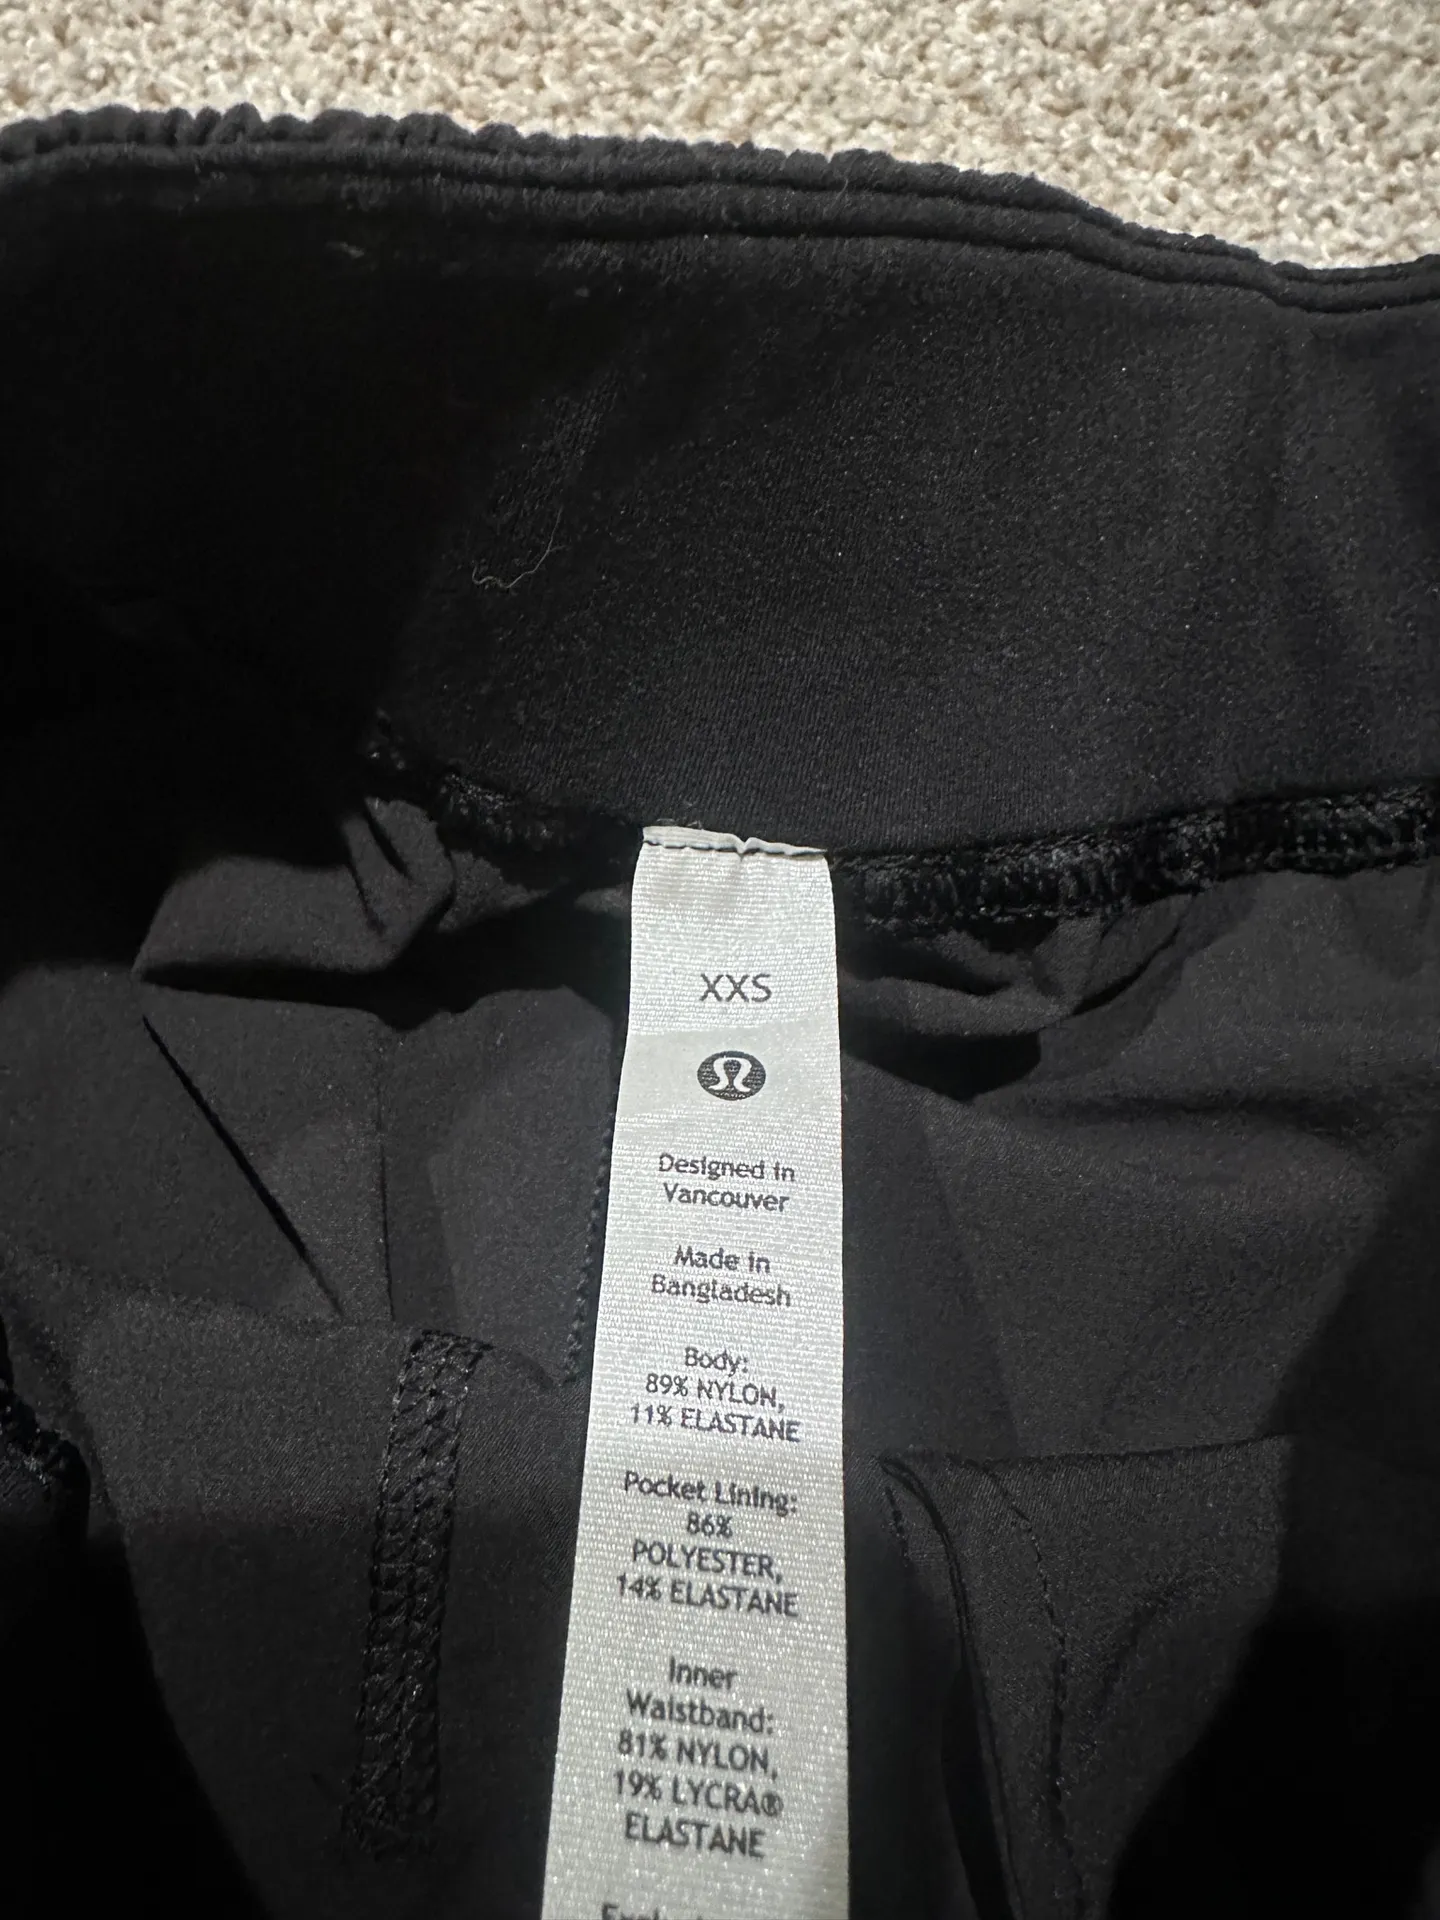 XXS
Designed in
Vancouver
Made in
Bangladesh
Body:
89% NYLON,
11% ELASTANE
Pocket Lining:
86%
POLYESTER,
14% ELASTANE
Inner
Waistband:
81% NYLON,
19% LYCRA®
ELASTANE